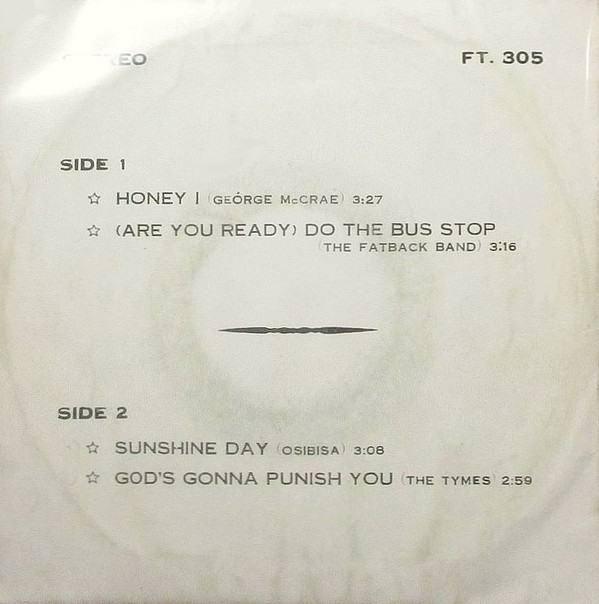 STEREO FT. 305
SIDE 1
☆ HONEY I (GEÓRGE McCRAE) 3:27
☆ (ARE YOU READY) DO THE BUS STOP
(THE FATBACK BAND) 3:16
SIDE 2
☆ SUNSHINE DAY (OSIBISA) 3:08
☆ GOD'S GONNA PUNISH YOU (THE TYMES) 2:59